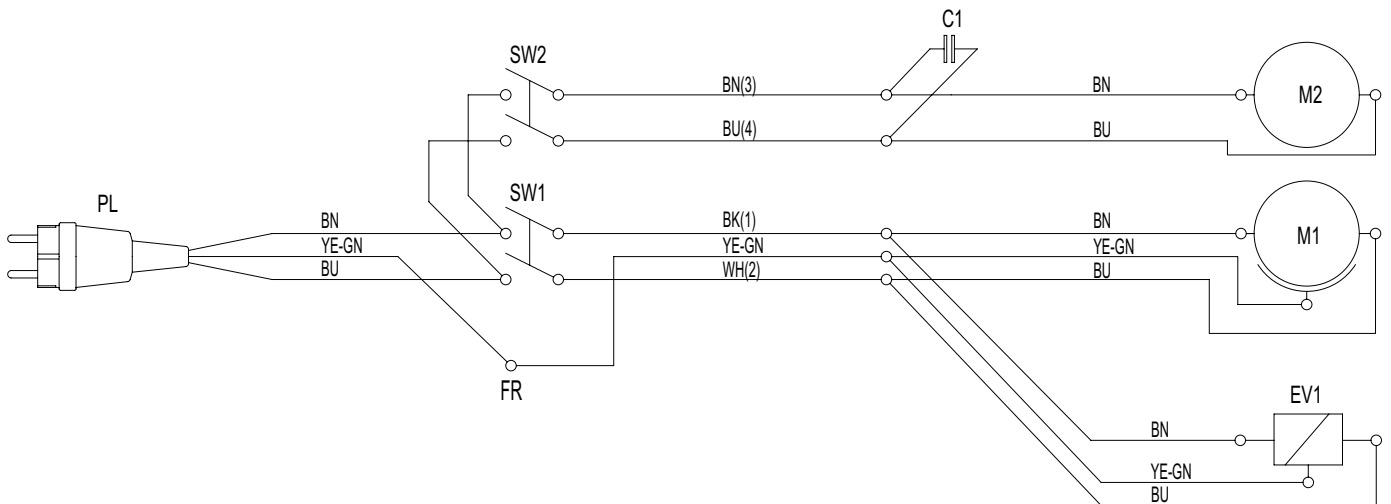 C1
SW2
BN(3)
BN
M2
BU(4)
BU
PL
SW1
BN
BK(1)
BN
M1
YE-GN
YE-GN
YE-GN
BU
WH(2)
BU
FR
EV1
BN
YE-GN
BU